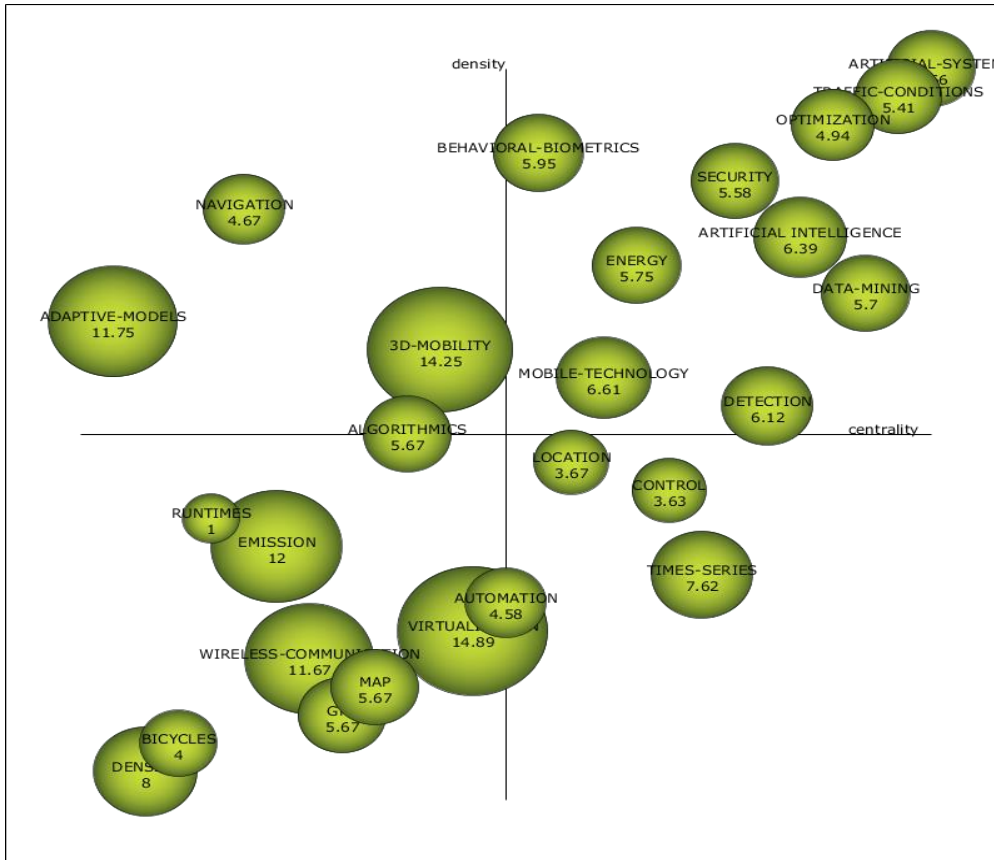 density
ARTIFICIAL-SYSTEM
TRAFFIC-CONDITIONS
5.41
OPTIMIZATION
4.94
BEHAVIORAL-BIOMETRICS
5.95
SECURITY
5.58
NAVIGATION
4.67
ARTIFICIAL INTELLIGENCE
6.39
ENERGY
5.75
DATA-MINING
5.7
ADAPTIVE-MODELS
11.75
3D-MOBILITY
14.25
MOBILE-TECHNOLOGY
6.61
DETECTION
6.12
ALGORITHMICS
5.67
centrality
LOCATION
3.67
CONTROL
3.63
RUNTIMES
1
EMISSION
12
TIMES-SERIES
7.62
AUTOMATION
4.58
14.89
WIRELESS-COMMUNICATION
11.67
MAP
5.67
5.67
BICYCLES
4
8